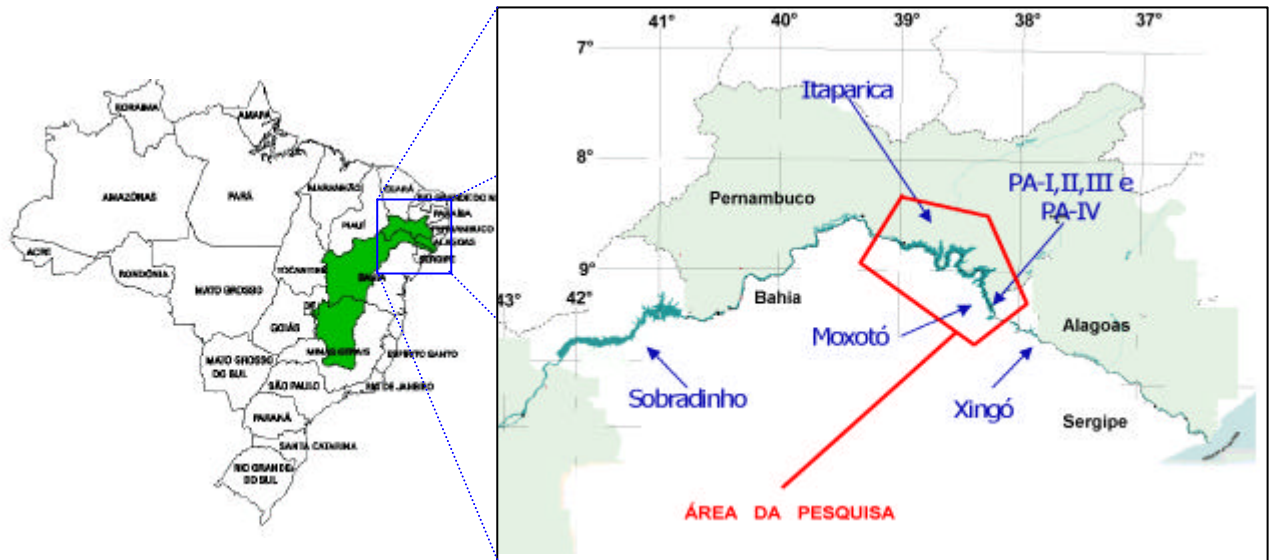 RORAIMA
AMAPÁ
AMAZÔNAS
PARÁ
MARANHÃO
CEARÁ
RIO GRANDE DO N
PARAÍBA
PERNAMBUCO
ALAGOAS
SERGIPE
PIAUÍ
ACRE
RONDÔNIA
TOCANTINS
BAHIA
MATO GROSSO
DF
GOIÁS
MINAS GERAIS
ESPIRTO SANTO
MATO GROSSO
DO SUL
SÃO PAULO
RIO DE JANEIRO
PARANÁ
SANTA CATARINA
RIO GRANDE
DO SUL
41°
40°
39°
38°
37°
7°
8°
9°
43°
42°
Itaparica
PA-I,II,III e
PA-IV
Pernambuco
Bahia
Moxotó
Alagoas
Sobradinho
Xingó
Sergipe
ÁREA DA PESQUISA